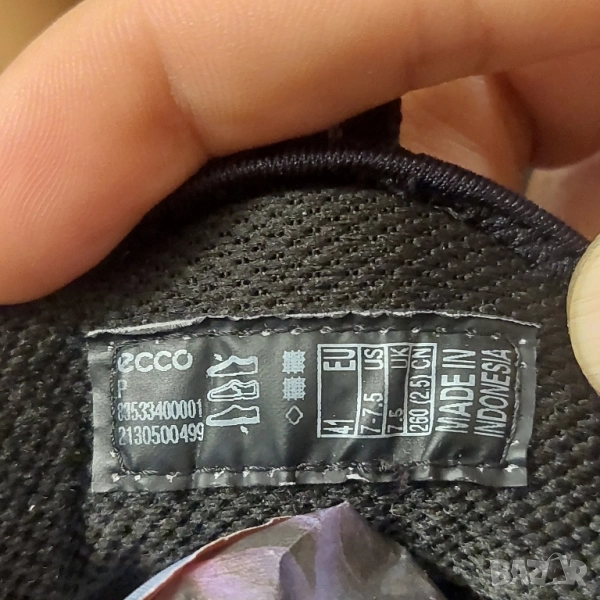 ecco
P
83533400001
2130500499
EU 41
US 7-7.5
UK 7.5
CN 260 (2.5)
MADE IN
INDONESIA
BAZAR